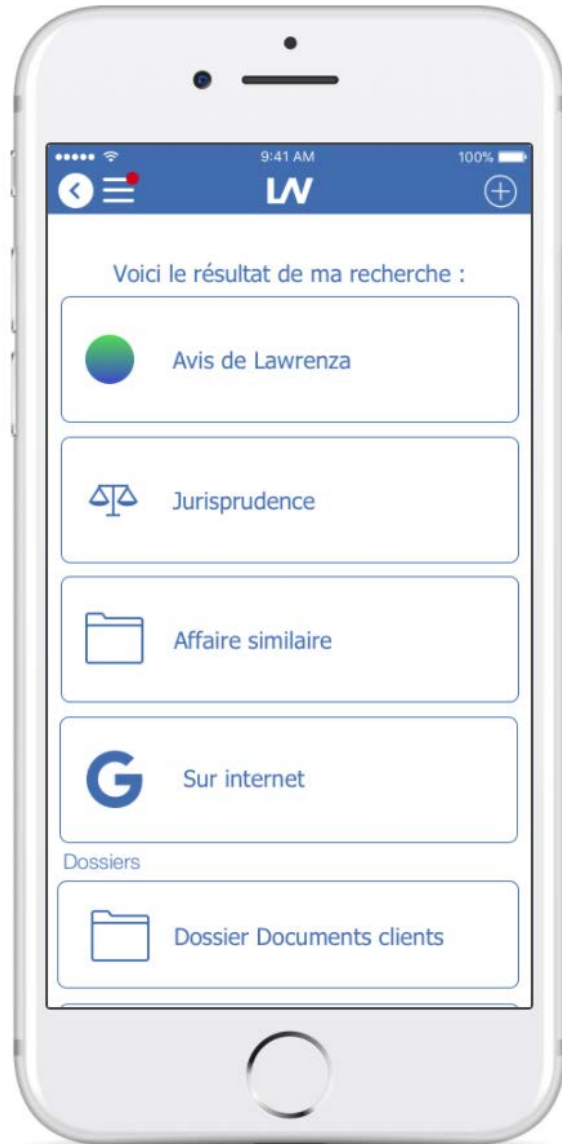 9:41 AM
100%
LW
Voici le résultat de ma recherche :
Avis de Lawrenza
Jurisprudence
Affaire similaire
G
Sur internet
Dossiers
Dossier Documents clients